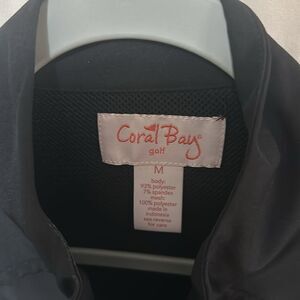 Coral Bay®
golf
M
body:
93% polyester
7% spandex
mesh:
100% polyester
made in
indonesia
see reverse
for care